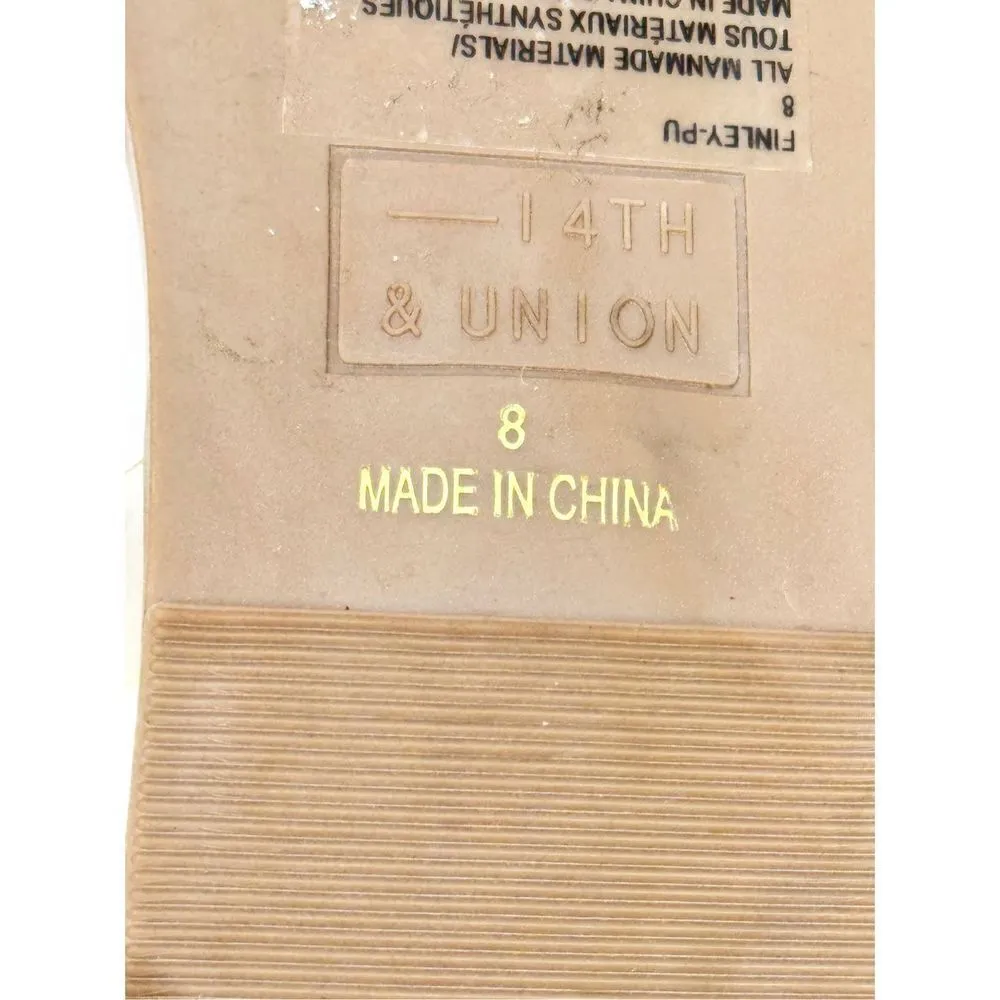 FINLEY-PU
8
ALL MANMADE MATERIALS/
TOUS MATÉRIAUX SYNTHÉTIQUES
MADE IN CHINA
14TH
& UNION
8
MADE IN CHINA